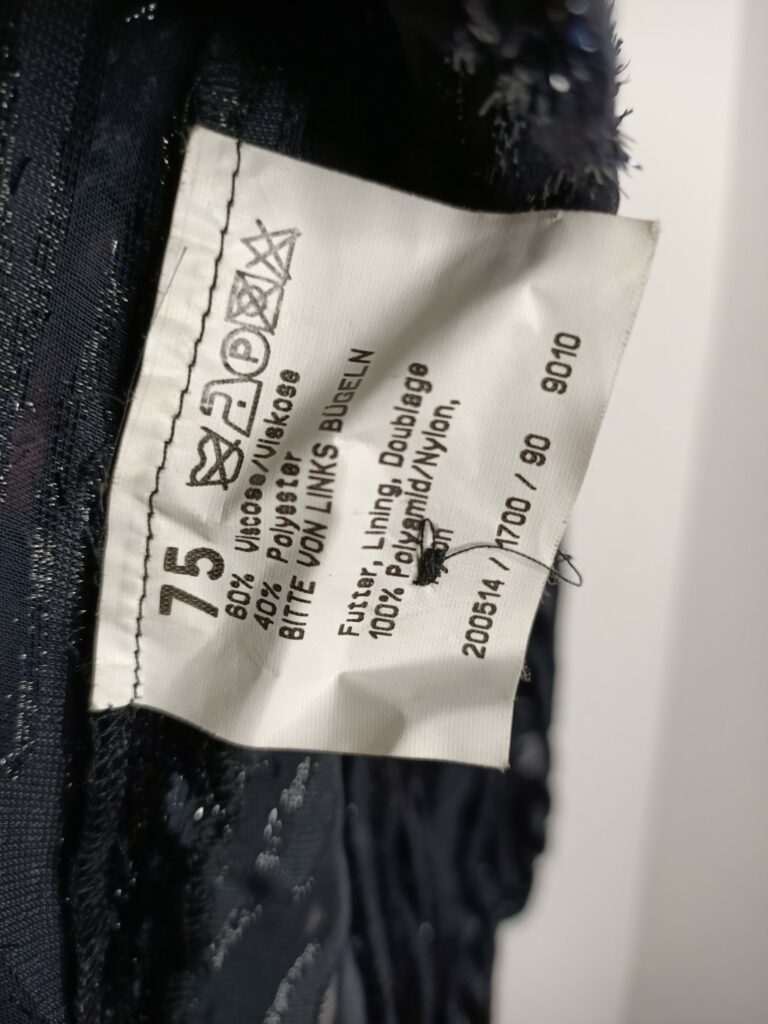 75
60% Viscose/Viskose
40% Polyester
BITTE VON LINKS BÜGELN
Futter, Lining, Doublage
100% Polyamid/Nylon,
200514 / 1700 / 90 9010